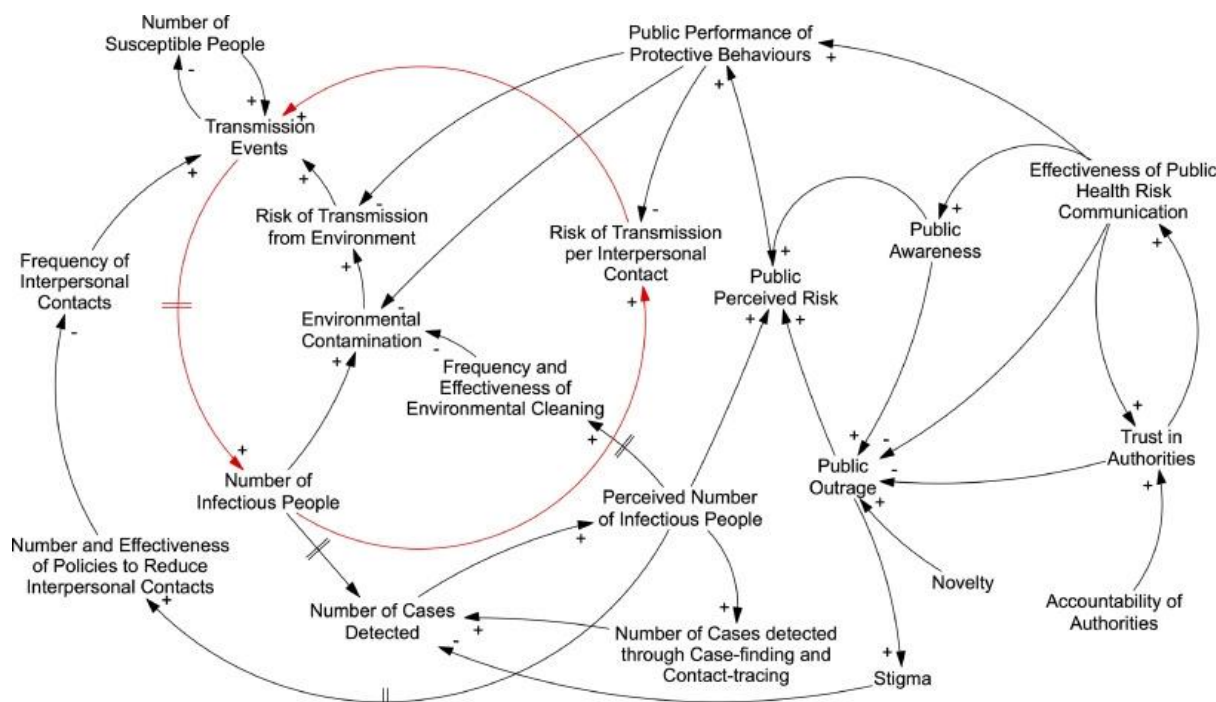 Number of
Susceptible People
Public Performance of
Protective Behaviours
Transmission
Events
Effectiveness of Public
Health Risk
Communication
Risk of Transmission
from Environment
Risk of Transmission
per Interpersonal
Contact
Public
Awareness
Frequency of
Interpersonal
Contacts
Public
Perceived Risk
Environmental
Contamination
Frequency and
Effectiveness of
Environmental Cleaning
Trust in
Authorities
Public
Outrage
Number of
Infectious People
Perceived Number
of Infectious People
Number and Effectiveness
of Policies to Reduce
Interpersonal Contacts
Novelty
Accountability of
Authorities
Number of Cases
Detected
Number of Cases detected
through Case-finding and
Contact-tracing
Stigma